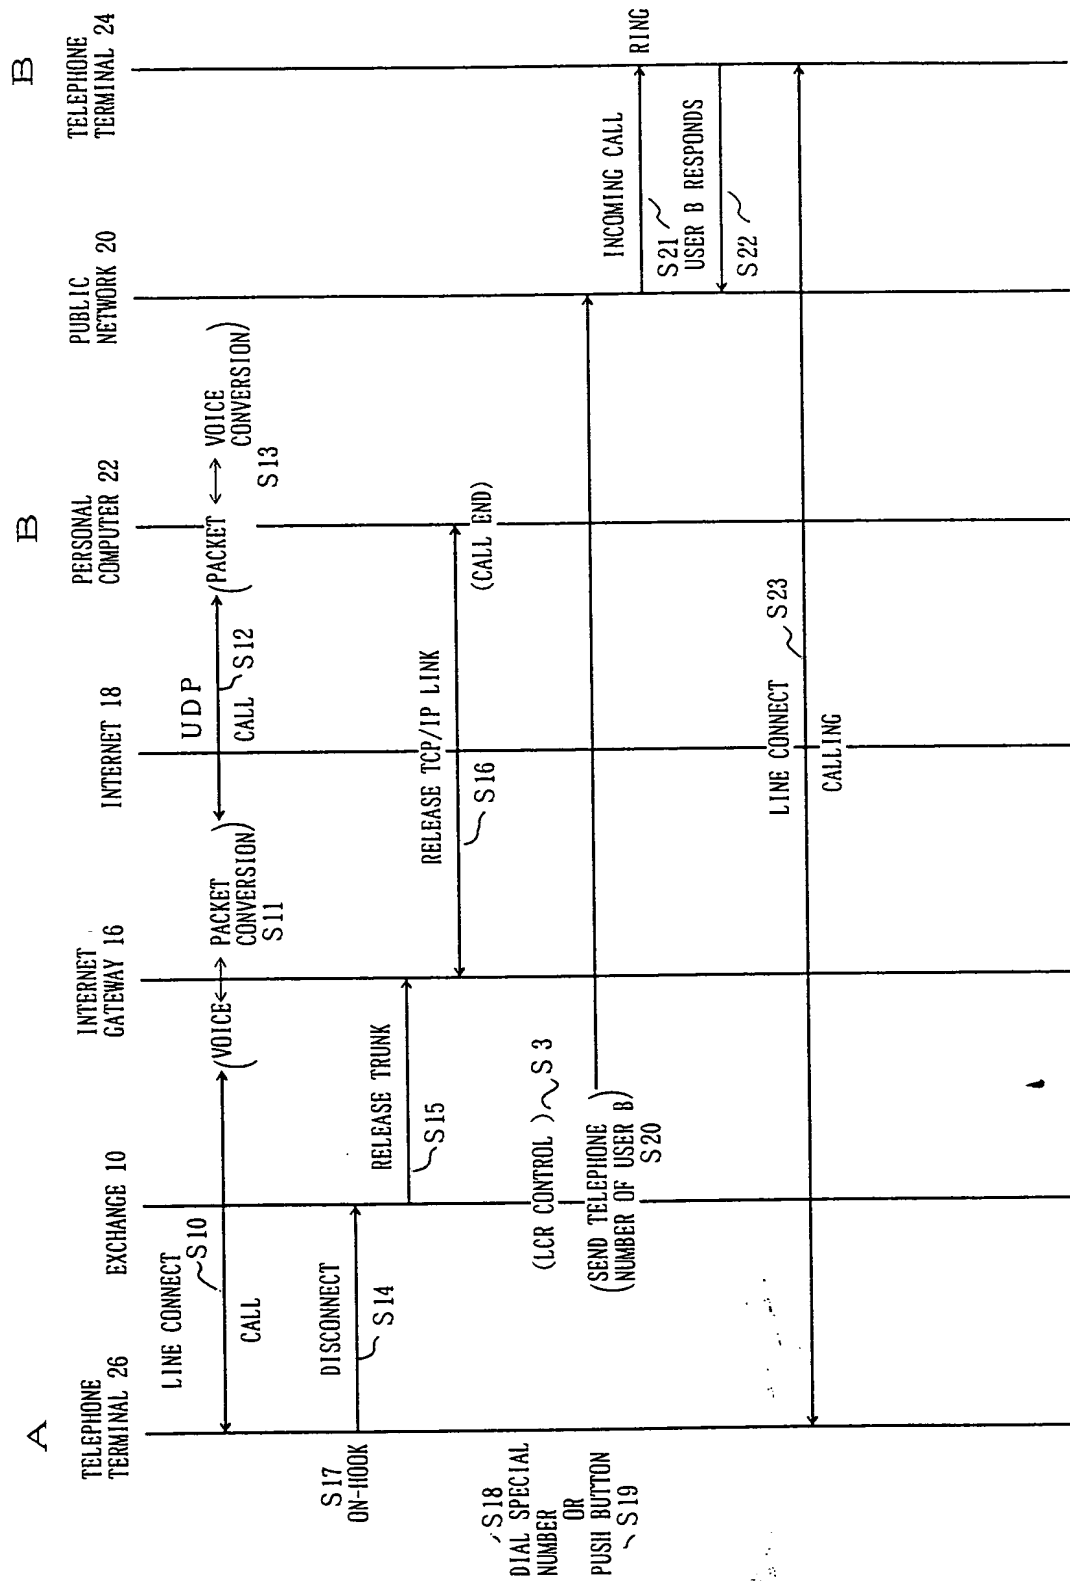 A
B
B
TELEPHONE
TERMINAL 26
EXCHANGE 10
INTERNET
GATEWAY 16
INTERNET 18
PERSONAL
COMPUTER 22
PUBLIC
NETWORK 20
TELEPHONE
TERMINAL 24
LINE CONNECT
S10
CALL
(VOICE
PACKET
CONVERSION)
S11
UDP
S12
CALL
(PACKET
VOICE
CONVERSION)
S13
S17
ON-HOOK
DISCONNECT
S14
RELEASE TRUNK
S15
RELEASE TCP/IP LINK
S16
(CALL END)
S18
DIAL SPECIAL
NUMBER
OR
PUSH BUTTON
S19
(LCR CONTROL) S3
(SEND TELEPHONE
NUMBER OF USER B)
S20
INCOMING CALL
RING
S21
USER B RESPONDS
S22
LINE CONNECT
S23
CALLING